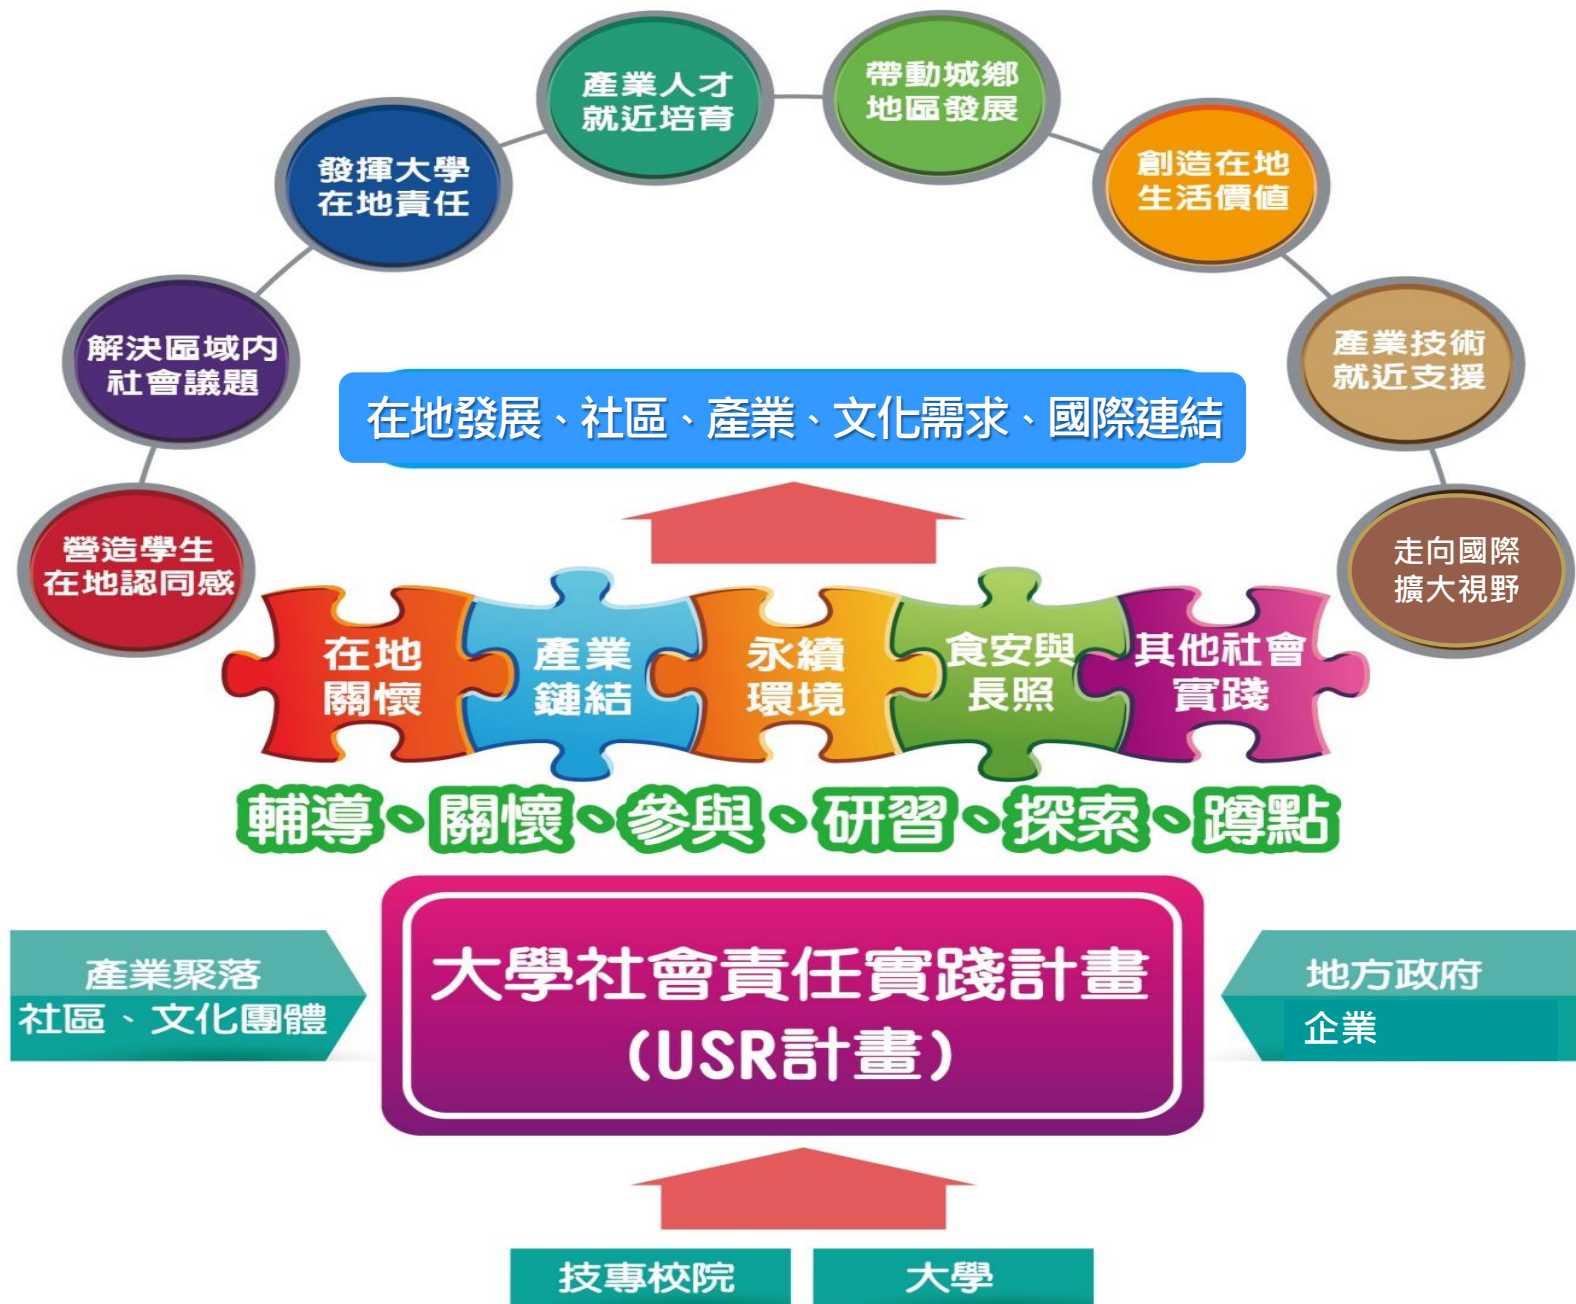 產業人才
就近培育
帶動城鄉
地區發展
發揮大學
在地責任
創造在地
生活價值
解決區域內
社會議題
產業技術
就近支援
在地發展、社區、產業、文化需求、國際連結
營造學生
在地認同感
走向國際
擴大視野
在地
關懷
產業
鏈結
永續
環境
食安與
長照
其他社會
實踐
輔導、關懷、參與、研習、探索、蹲點
產業聚落
社區、文化團體
大學社會責任實踐計畫
(USR計畫)
地方政府
企業
技專校院
大學